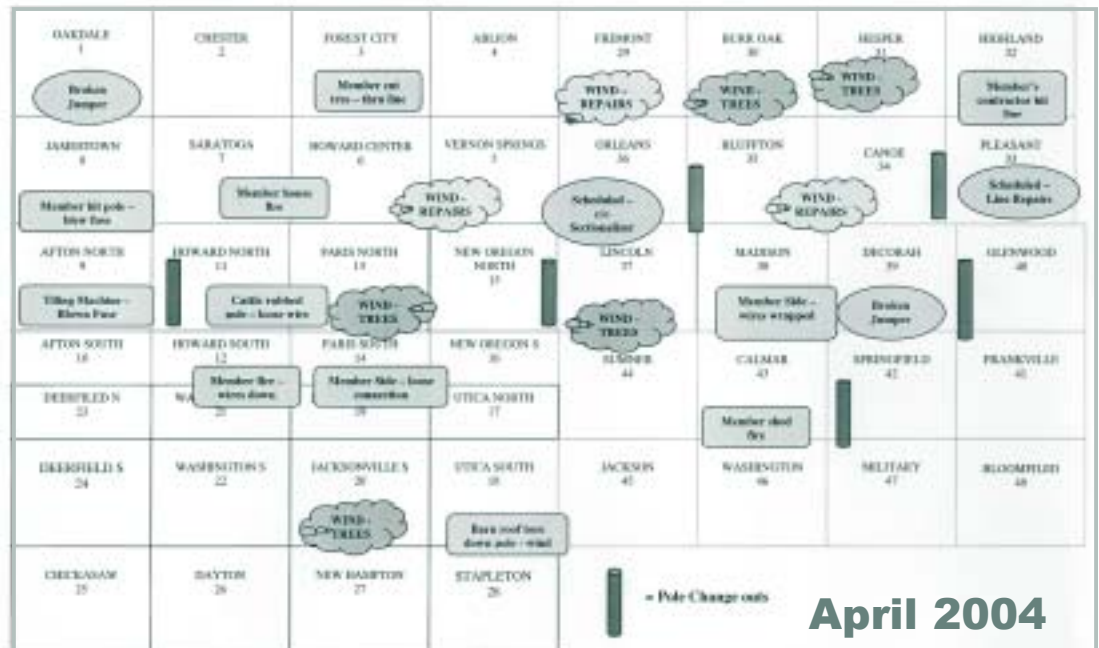 OAKDALE
1
CHESTER
2
FOREST CITY
3
ALBION
4
FREMONT
29
BURR OAK
30
HESPER
31
HIGHLAND
32
Broken
Jumper
Member cut
tree – thru line
WIND -
REPAIRS
WIND -
TREES
WIND -
TREES
Member's
contractor hit
line
JAMESTOWN
8
SARATOGA
7
HOWARD CENTER
6
VERNON SPRINGS
5
ORLEANS
36
BLUFFTON
35
CANOE
34
PLEASANT
33
Member hit pole –
blew fuse
Member house
fire
WIND -
REPAIRS
Scheduled –
Sectionalizer
WIND -
REPAIRS
Scheduled –
Line Repairs
AFTON NORTH
9
HOWARD NORTH
11
PARIS NORTH
13
NEW OREGON
NORTH
15
LINCOLN
37
MADISON
38
DECORAH
39
GLENWOOD
40
Tiling Machine –
Blown Fuse
Cattle rubbed
pole – loose wire
WIND -
TREES
WIND -
TREES
Member Side –
wires wrapped
Broken
Jumper
AFTON SOUTH
10
HOWARD SOUTH
12
PARIS SOUTH
14
NEW OREGON S
16
SUMNER
44
CALMAR
43
SPRINGFIELD
42
FRANKVILLE
41
Member fire –
wires down
Member Side – loose
connection
DEERFILED N
23
WA
21
19
UTICA NORTH
17
Member shed
fire
DEERFIELD S
24
WASHINGTON S
22
JACKSONVILLE S
20
UTICA SOUTH
18
JACKSON
45
WASHINGTON
46
MILITARY
47
BLOOMFIELD
48
WIND -
TREES
Barn roof tore
down pole - wind
CHICKASAW
25
DAYTON
26
NEW HAMPTON
27
STAPLETON
28
= Pole Change outs
April 2004